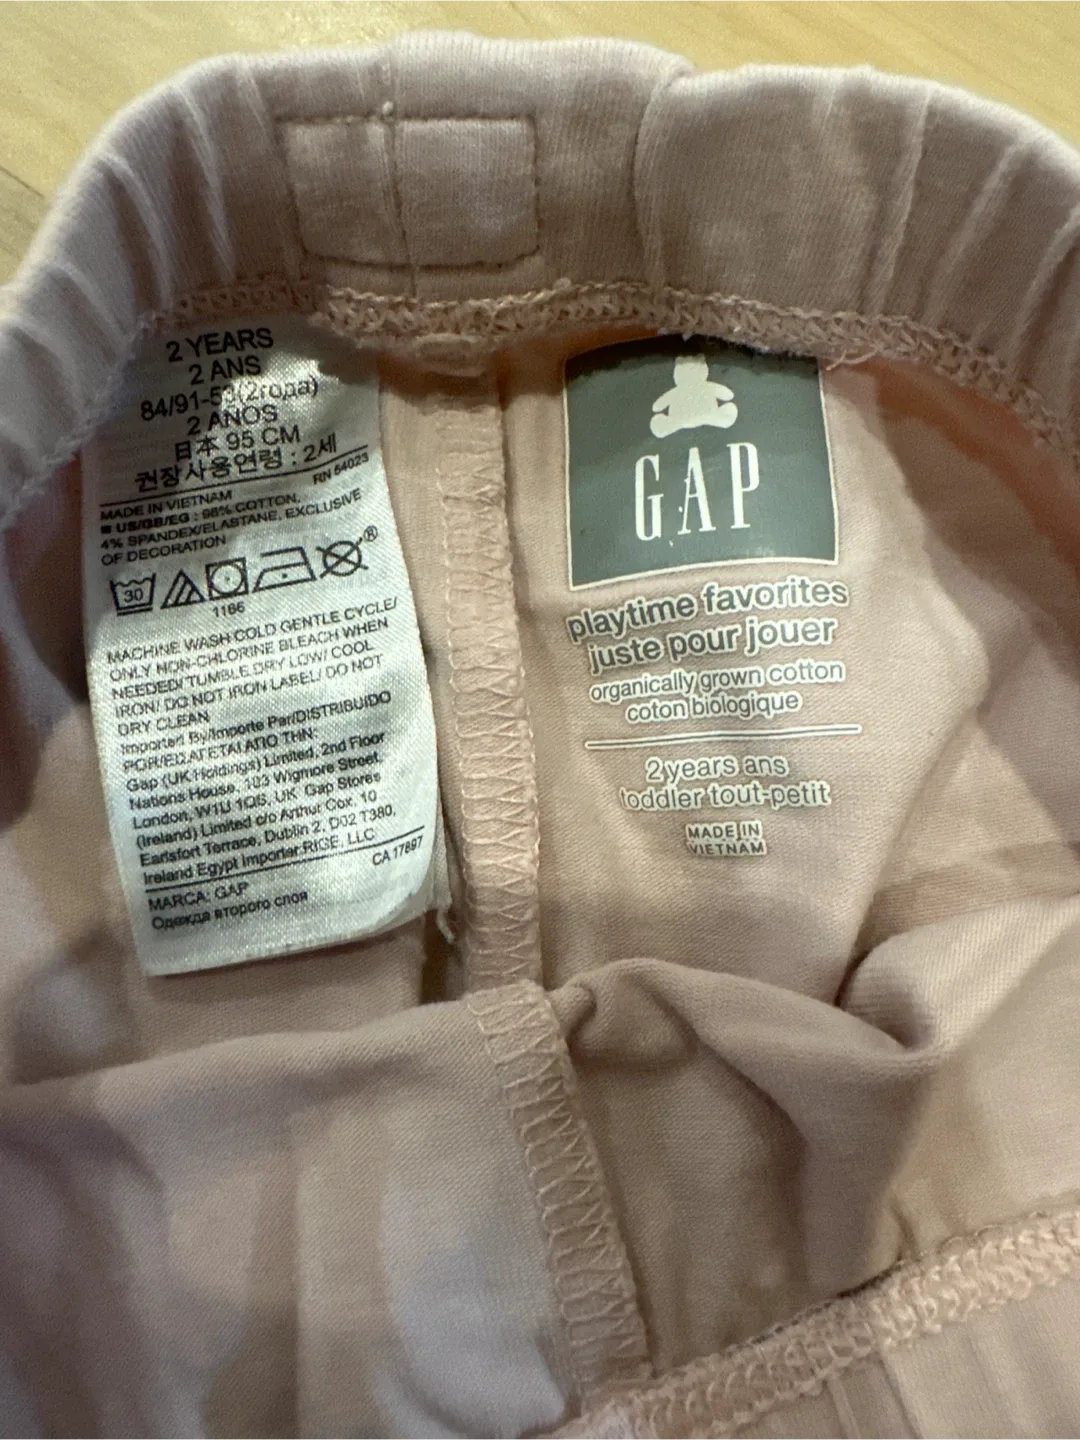 2 YEARS
2 ANS
84/91-53(2года)
2 ANOS
日本 95 CM
권장사용연령 : 2세
RN 54023
MADE IN VIETNAM
US/GB/EG : 96% COTTON,
4% SPANDEX/ELASTANE, EXCLUSIVE
OF DECORATION
30
®
1166
MACHINE WASH COLD GENTLE CYCLE/
ONLY NON-CHLORINE BLEACH WHEN
NEEDED/ TUMBLE DRY LOW/ COOL
IRON/ DO NOT IRON LABEL/ DO NOT
DRY CLEAN
Imported By/Importe Par/DISTRIBUIDO
Gap (UK Holdings) Limited, 2nd Floor
Nations House, 103 Wigmore Street,
London, W1U 1QS, UK Gap Stores
(Ireland) Limited c/o Arthur Cox, 10
Earlsfort Terrace, Dublin 2, D02 T380,
Ireland Egypt Importer:RIGE, LLC
CA 17897
MARCA: GAP
Одежда второго слоя
GAP
playtime favorites
juste pour jouer
organically grown cotton
coton biologique
2 years ans
toddler tout-petit
MADE IN
VIETNAM